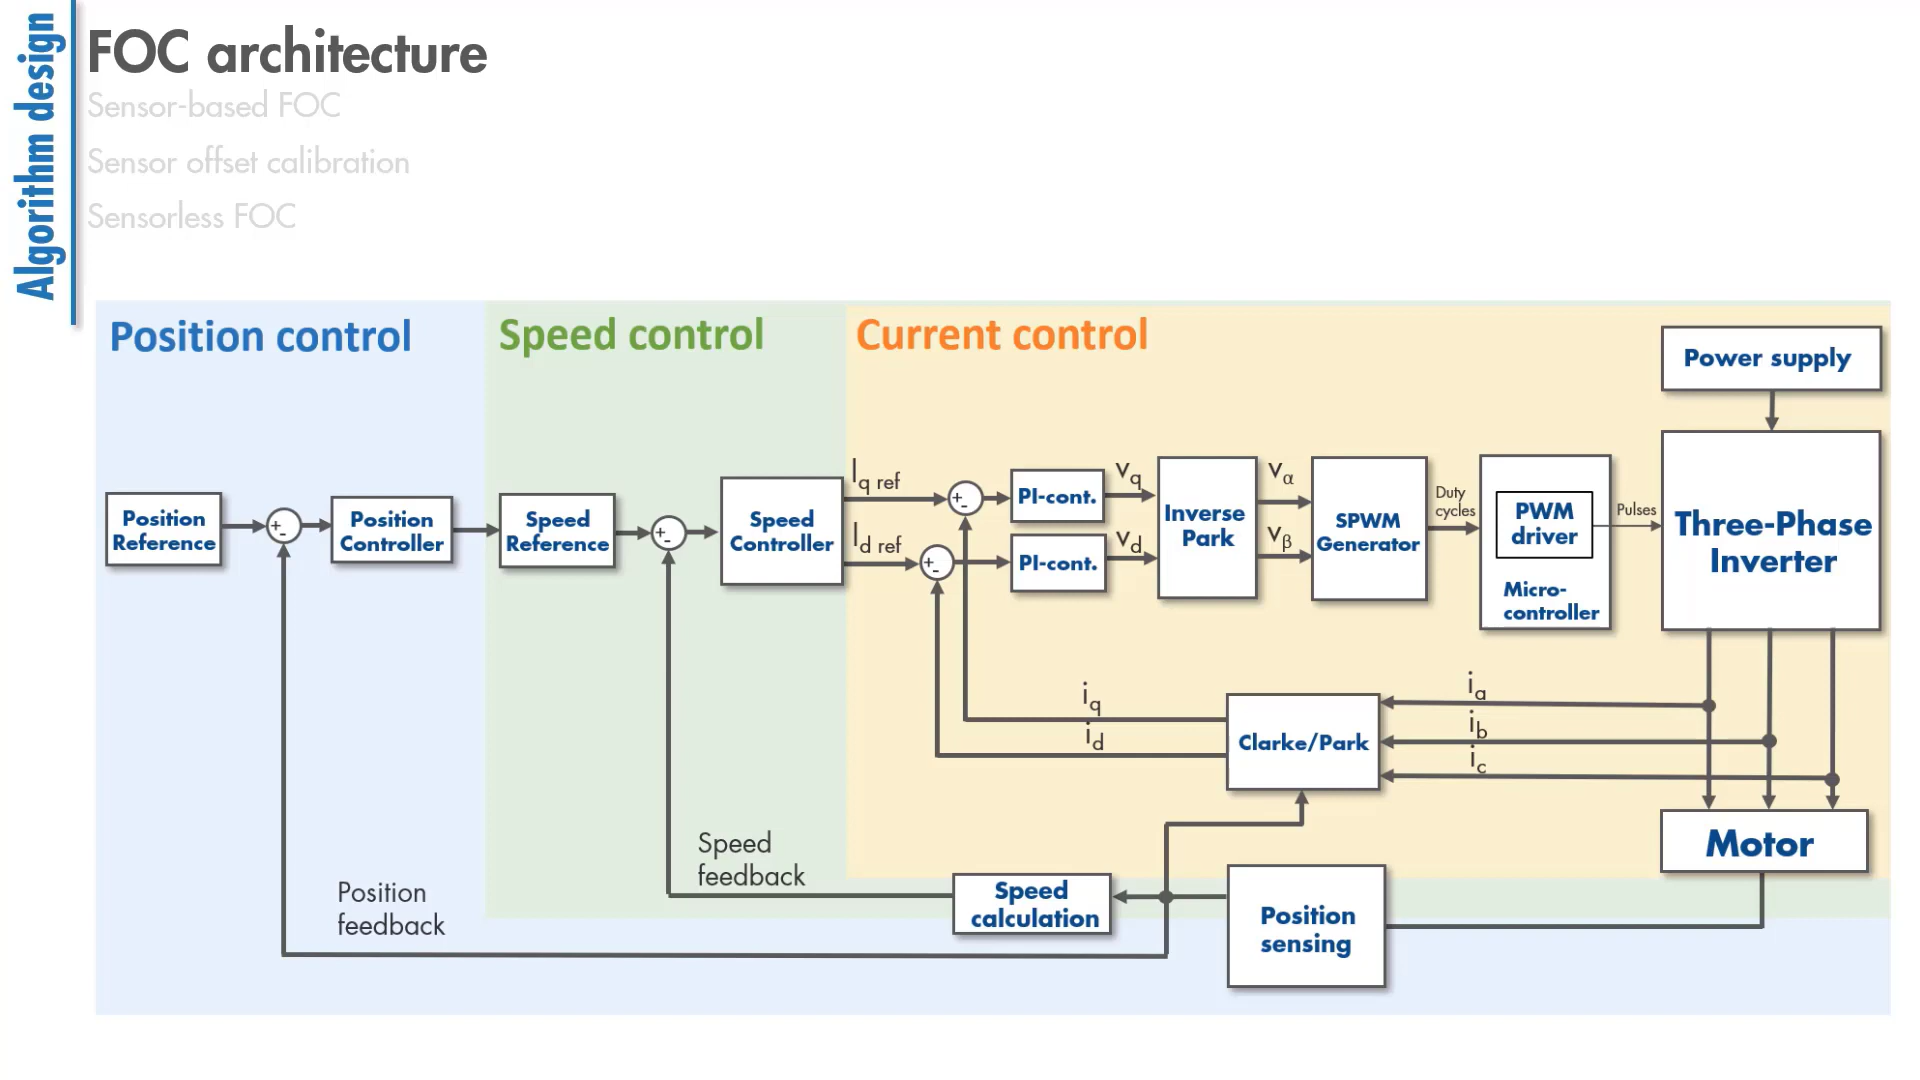 Algorithm design
FOC architecture
Sensor-based FOC
Sensor offset calibration
Sensorless FOC
Position control
Speed control
Current control
Power supply
Position
Reference
+
-
Position
Controller
Speed
Reference
+
-
Speed
Controller
I q ref
I d ref
+
-
+
-
PI-cont.
PI-cont.
vq
vd
Inverse
Park
vα
vβ
SPWM
Generator
Duty
cycles
PWM
driver
Micro-
controller
Pulses
Three-Phase
Inverter
iq
id
Clarke/Park
ia
ib
ic
Motor
Speed
feedback
Position
feedback
Speed
calculation
Position
sensing